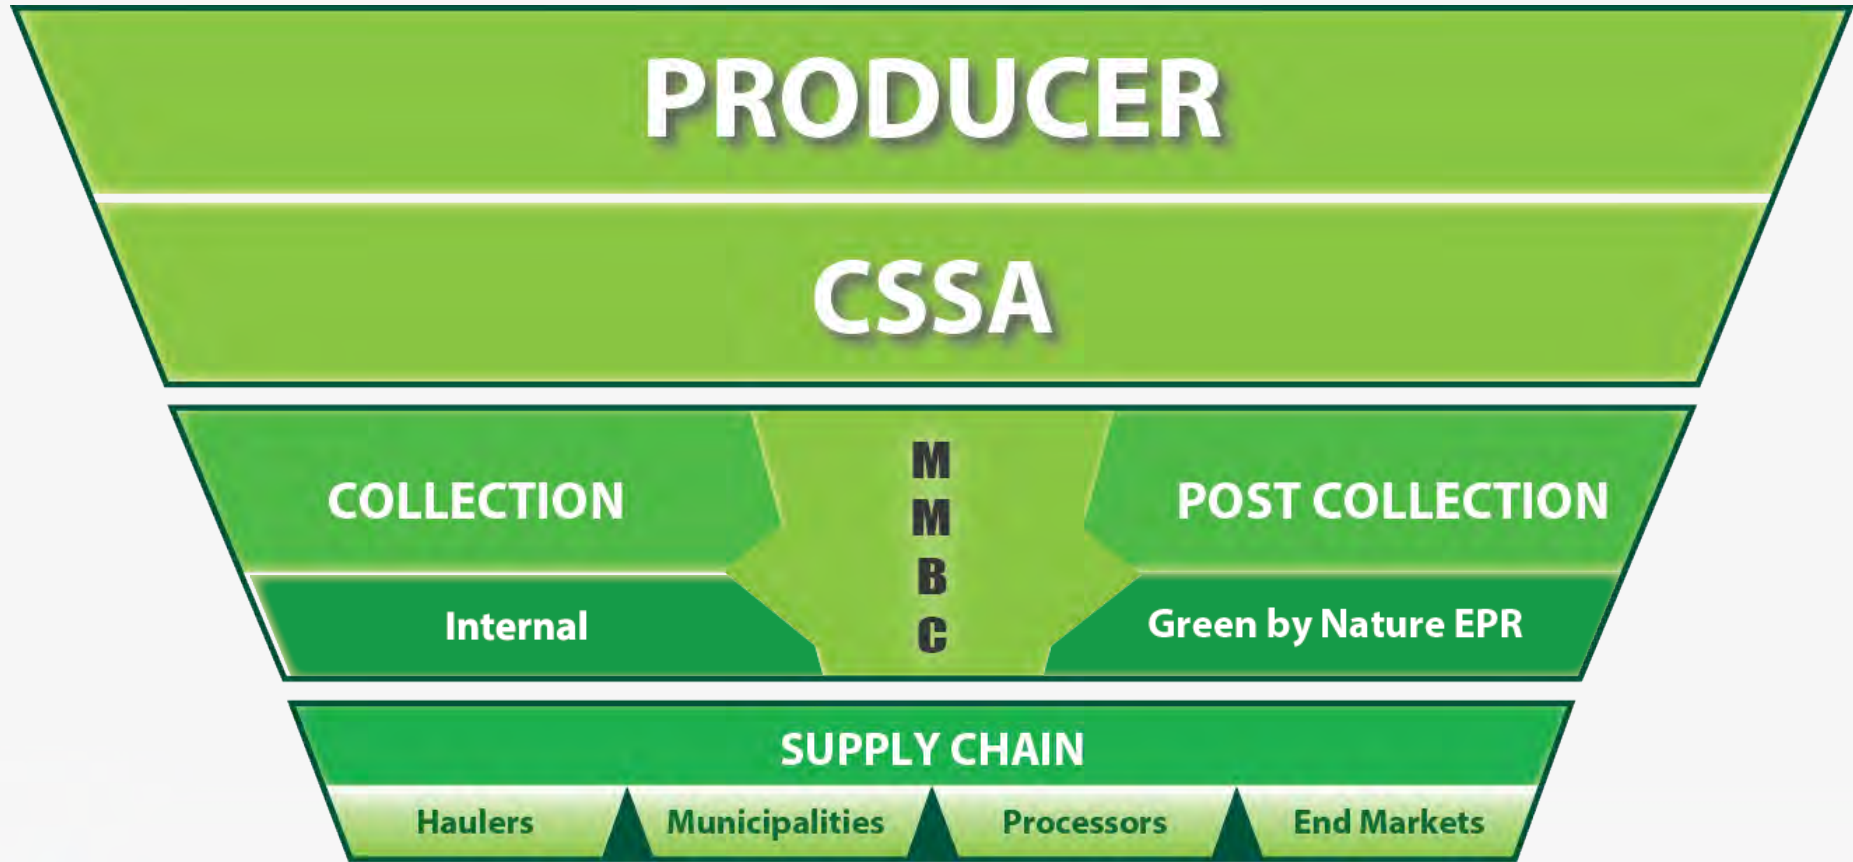 PRODUCER
CSSA
COLLECTION
Internal
M
M
B
C
POST COLLECTION
Green by Nature EPR
SUPPLY CHAIN
Haulers
Municipalities
Processors
End Markets